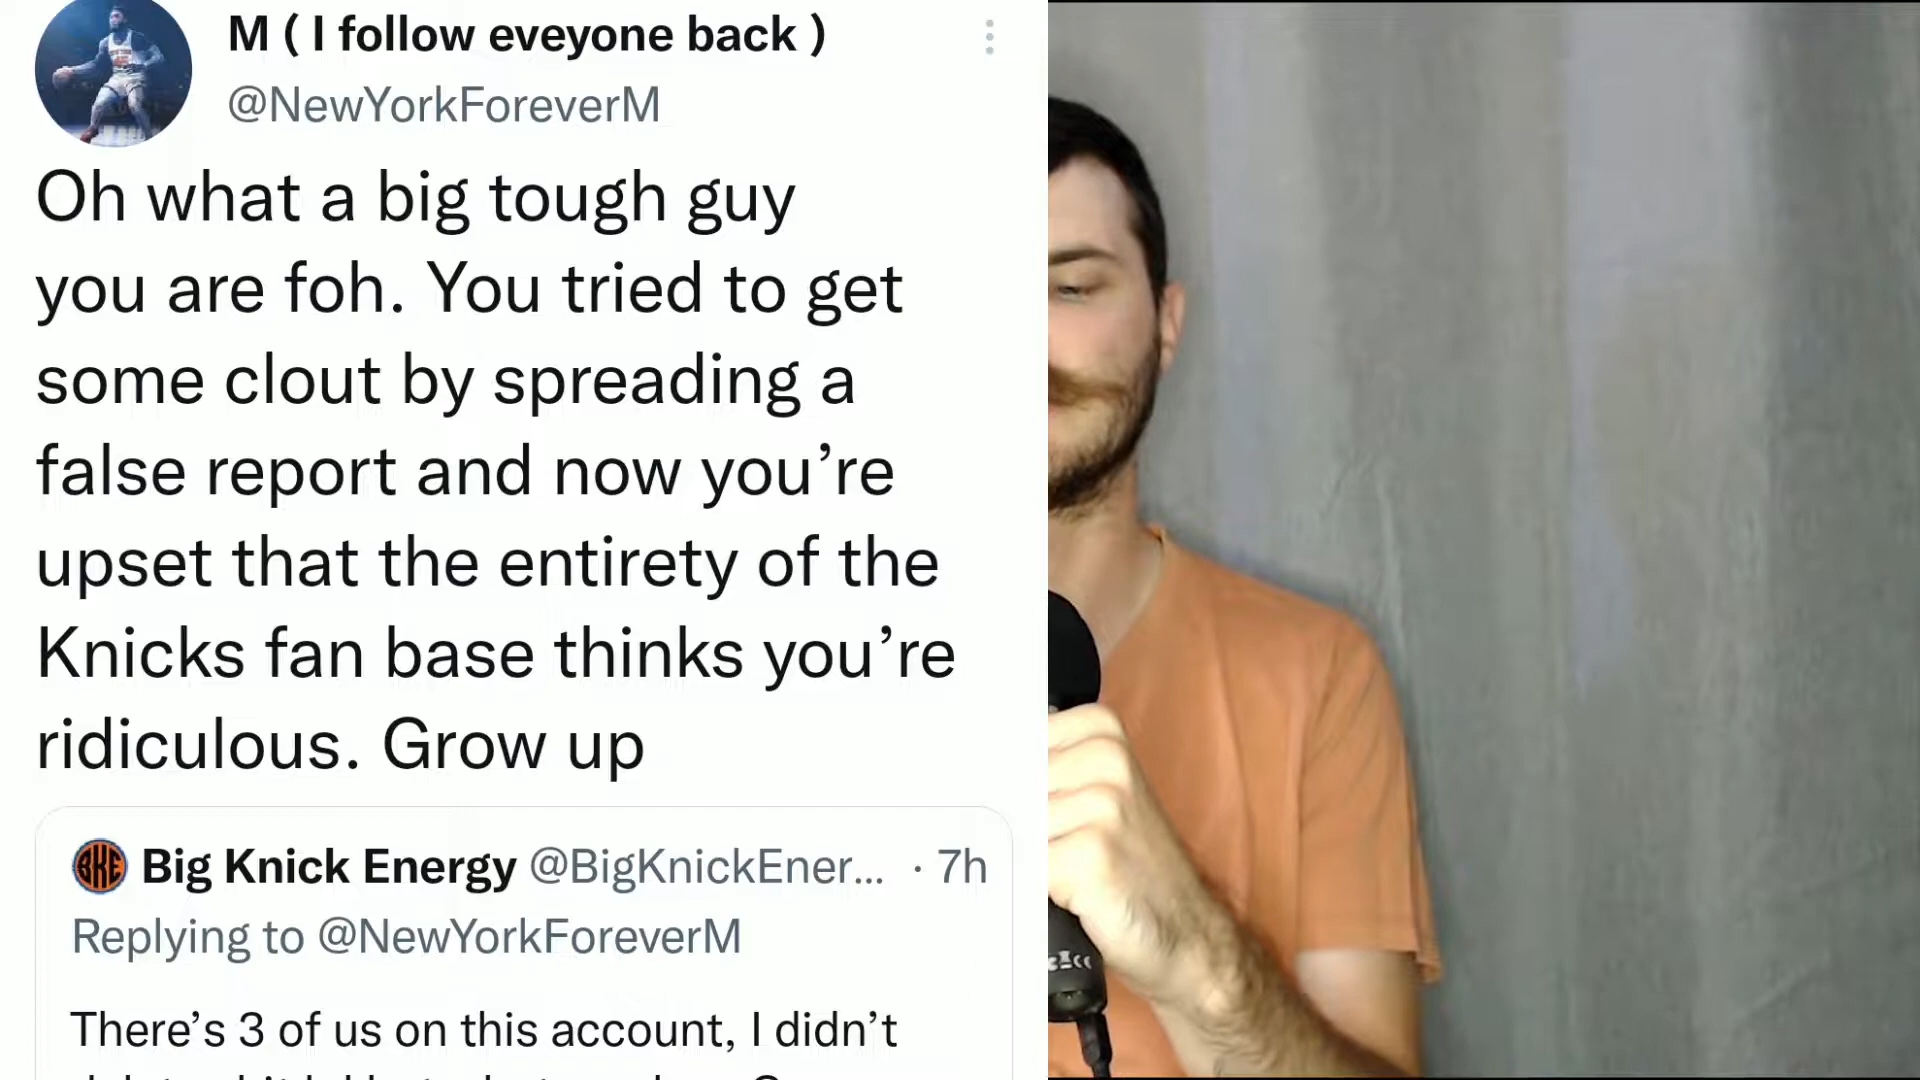 M ( I follow eveyone back )
@NewYorkForeverM
Oh what a big tough guy
you are foh. You tried to get
some clout by spreading a
false report and now you’re
upset that the entirety of the
Knicks fan base thinks you’re
ridiculous. Grow up
BKE Big Knick Energy @BigKnickEner... · 7h
Replying to @NewYorkForeverM
There’s 3 of us on this account, I didn’t